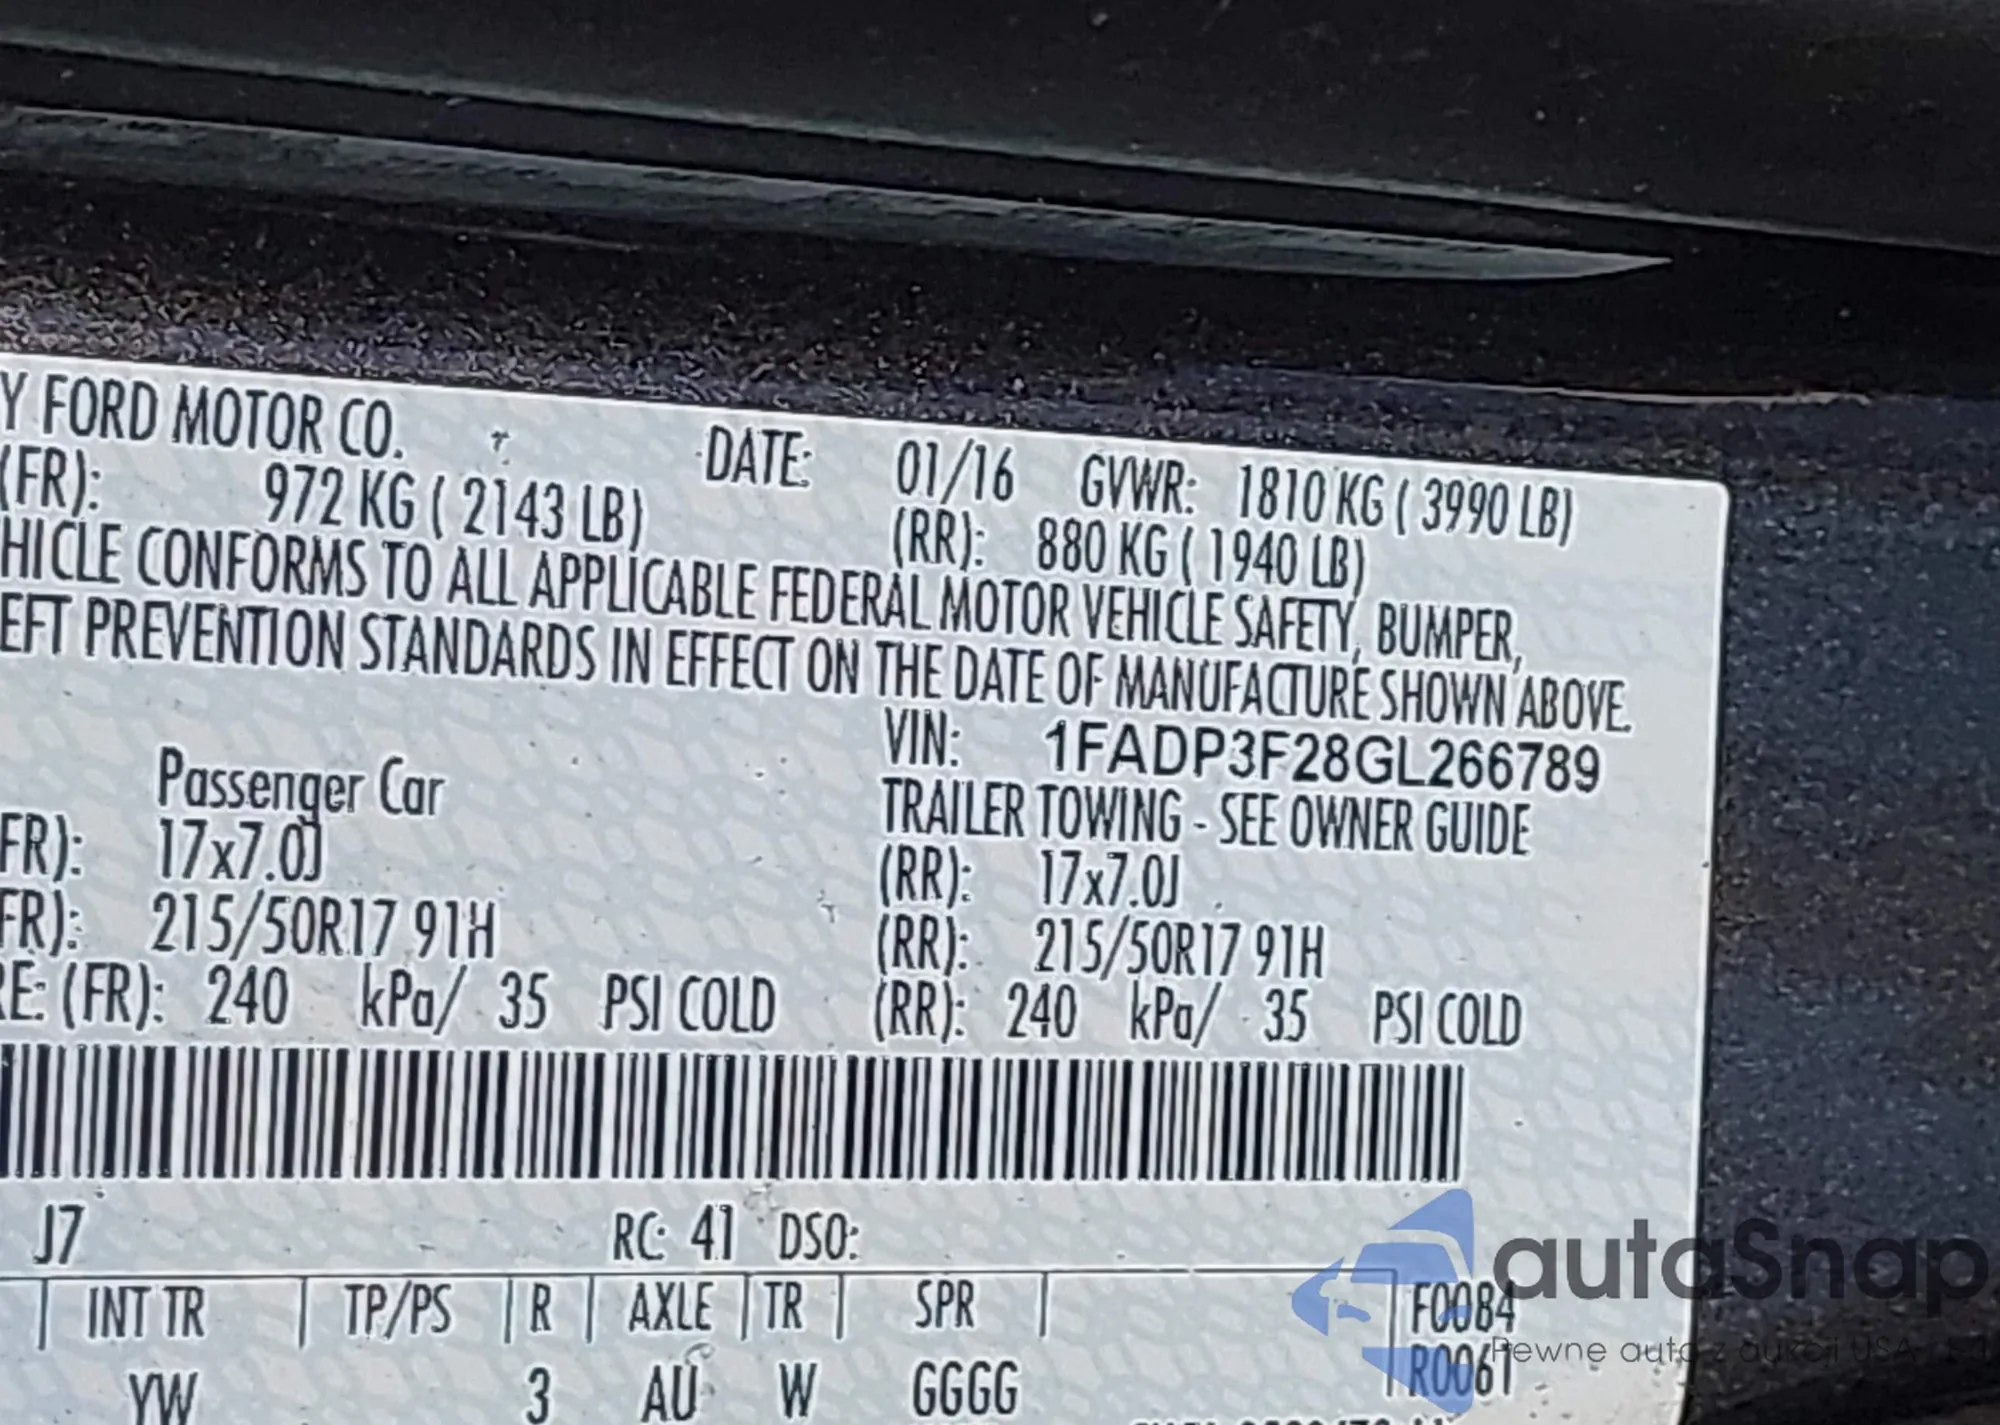 Y FORD MOTOR CO. DATE: 01/16 GVWR: 1810 KG ( 3990 LB)
(FR): 972 KG ( 2143 LB) (RR): 880 KG ( 1940 LB)
HICLE CONFORMS TO ALL APPLICABLE FEDERAL MOTOR VEHICLE SAFETY, BUMPER,
EFT PREVENTION STANDARDS IN EFFECT ON THE DATE OF MANUFACTURE SHOWN ABOVE.
VIN: 1FADP3F28GL266789
Passenger Car TRAILER TOWING - SEE OWNER GUIDE
FR): 17x7.0J (RR): 17x7.0J
FR): 215/50R17 91H (RR): 215/50R17 91H
RE: (FR): 240 kPa/ 35 PSI COLD (RR): 240 kPa/ 35 PSI COLD
J7 RC: 41 DSO:
INT TR TP/PS R AXLE TR SPR F0084
YW 3 AU W GGGG R0061
autaSnap
Pewne auta z aukcji USA